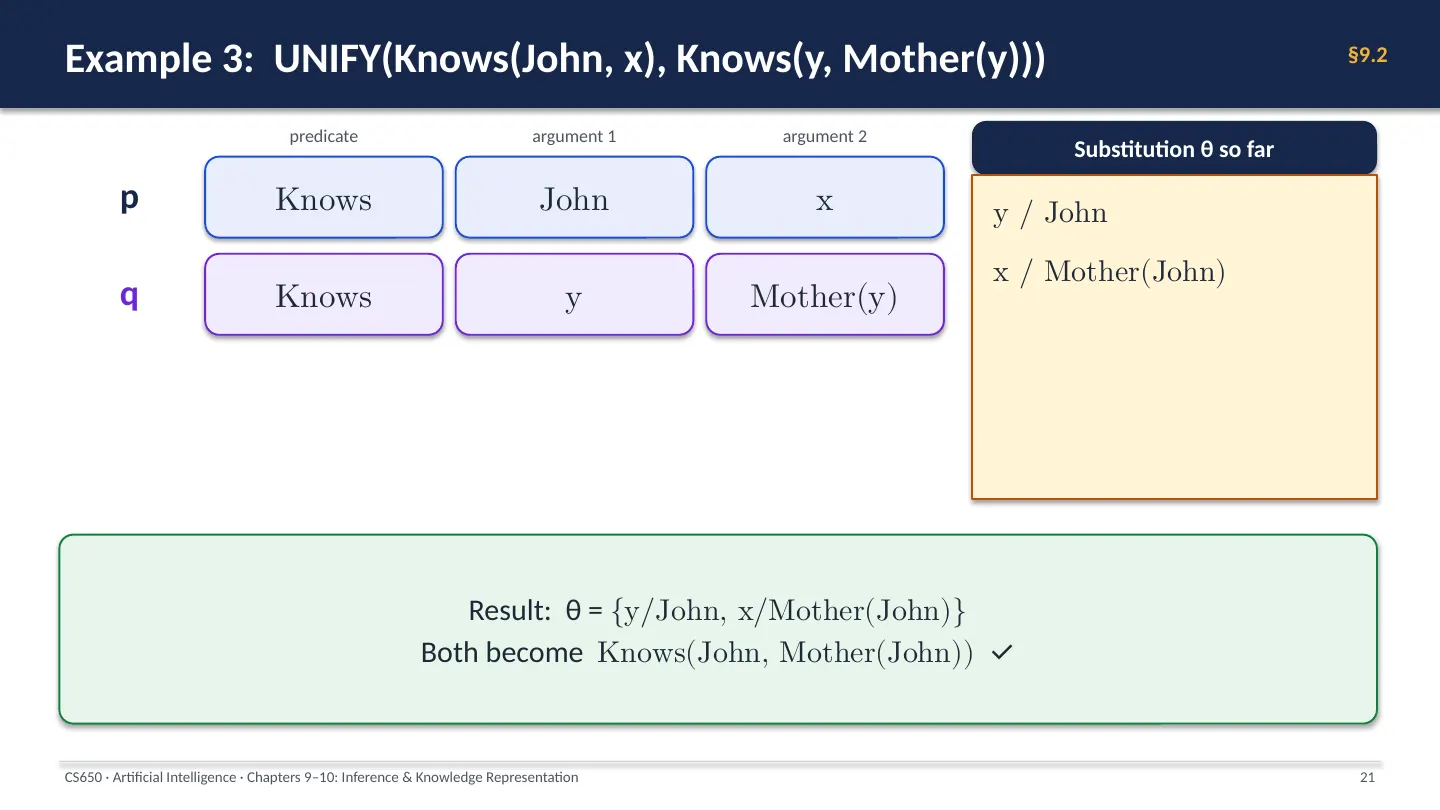 Example 3: UNIFY(Knows(John, x), Knows(y, Mother(y)))
§9.2
predicate
argument 1
argument 2
Substitution θ so far
p
Knows
John
x
y / John
x / Mother(John)
q
Knows
y
Mother(y)
Result: θ = {y/John, x/Mother(John)}
Both become Knows(John, Mother(John)) ✓
CS650 · Artificial Intelligence · Chapters 9–10: Inference & Knowledge Representation
21